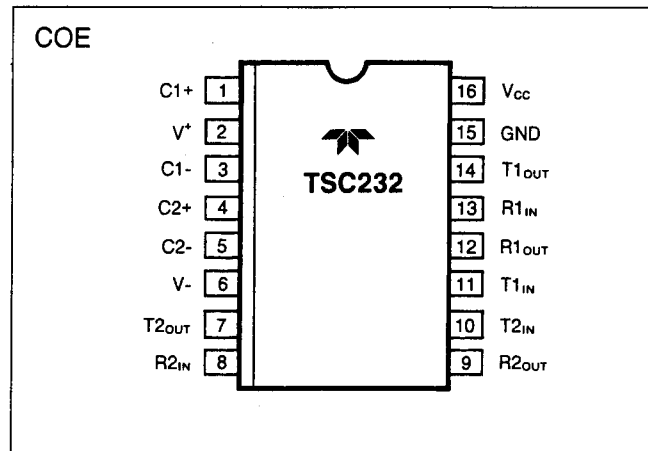 COE
C1+ 1
V+ 2
C1- 3
C2+ 4
C2- 5
V- 6
T2OUT 7
R2IN 8
TSC232
16 VCC
15 GND
14 T1OUT
13 R1IN
12 R1OUT
11 T1IN
10 T2IN
9 R2OUT